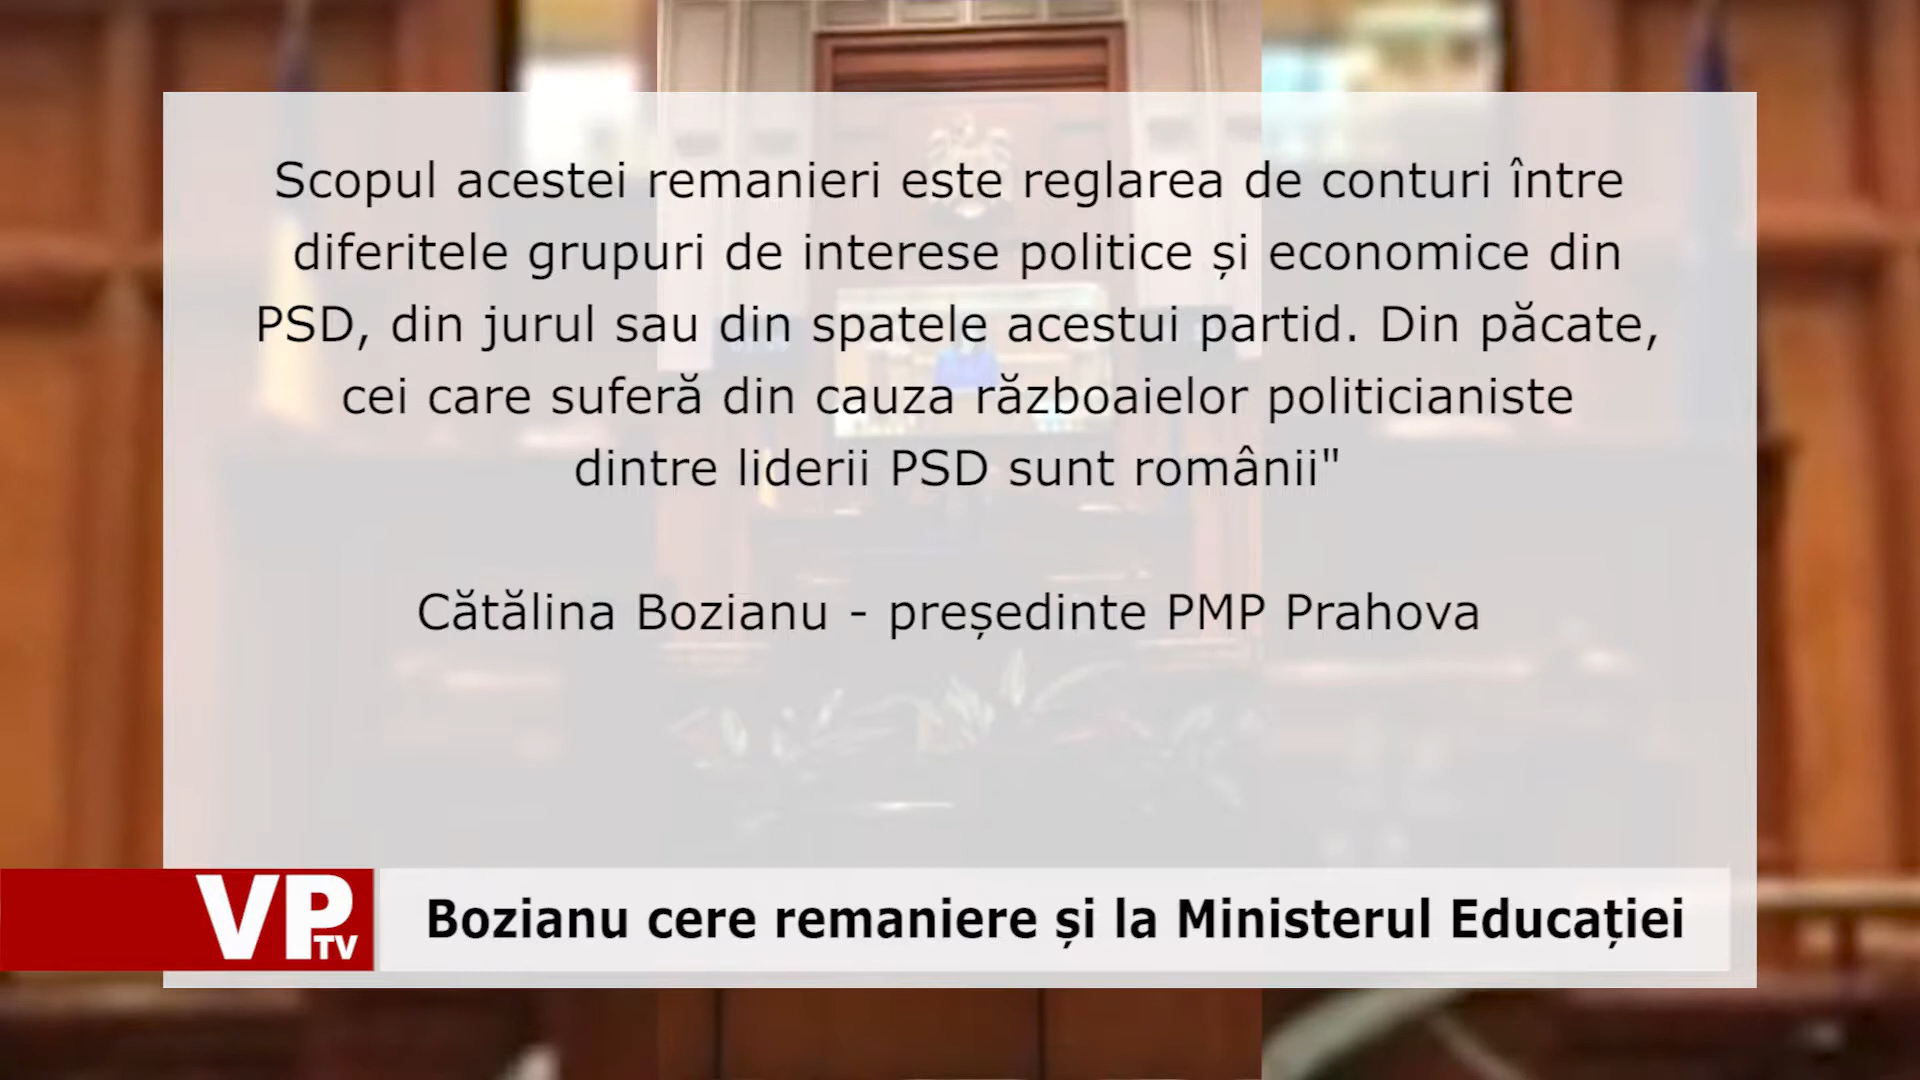 Scopul acestei remanieri este reglarea de conturi între
diferitele grupuri de interese politice și economice din
PSD, din jurul sau din spatele acestui partid. Din păcate,
cei care suferă din cauza războaielor politicianiste
dintre liderii PSD sunt românii"
Cătălina Bozianu - președinte PMP Prahova
VP TV
Bozianu cere remaniere și la Ministerul Educației